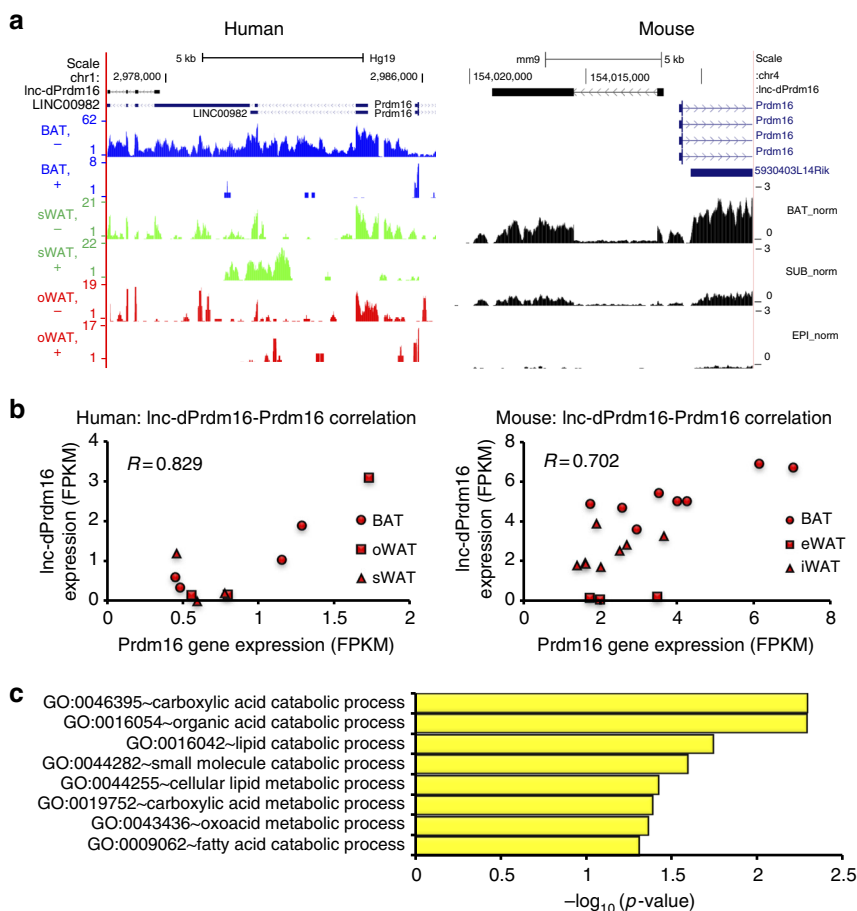 a
Human
Mouse
Scale
5 kb
Hg19
chr1:
2,978,000
2,986,000
lnc-dPrdm16
LINC00982
Prdm16
LINC00982
Prdm16
BAT,
–
62
1
BAT,
+
8
1
sWAT,
–
21
1
sWAT,
+
22
1
oWAT,
–
19
1
oWAT,
+
17
1
mm9
5 kb
Scale
154,020,000
154,015,000
:chr4
:lnc-dPrdm16
Prdm16
Prdm16
Prdm16
Prdm16
5930403L14Rik
3
BAT_norm
0
3
SUB_norm
0
3
EPI_norm
0
b
Human: lnc-dPrdm16-Prdm16 correlation
lnc-dPrdm16
expression (FPKM)
4
3
2
1
0
R=0.829
BAT
oWAT
sWAT
0
0.5
1
1.5
2
Prdm16 gene expression (FPKM)
Mouse: lnc-dPrdm16-Prdm16 correlation
lnc-dPrdm16
expression (FPKM)
8
6
4
2
0
R=0.702
BAT
eWAT
iWAT
0
2
4
6
8
Prdm16 gene expression (FPKM)
c
GO:0046395~carboxylic acid catabolic process
GO:0016054~organic acid catabolic process
GO:0016042~lipid catabolic process
GO:0044282~small molecule catabolic process
GO:0044255~cellular lipid metabolic process
GO:0019752~carboxylic acid metabolic process
GO:0043436~oxoacid metabolic process
GO:0009062~fatty acid catabolic process
0
0.5
1
1.5
2
2.5
–log10 (p-value)